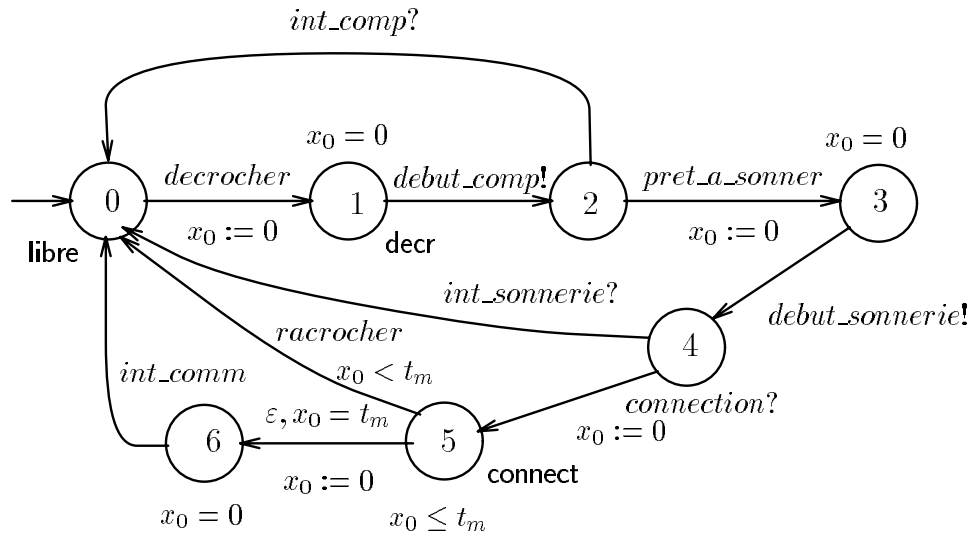 int_comp?
x₀ = 0
x₀ = 0
decrocher
debut_comp!
pret_a_sonner
0
1
2
3
x₀ := 0
x₀ := 0
libre
decr
int_sonnerie?
debut_sonnerie!
racrocher
4
int_comm
x₀ < tₘ
connection?
ε, x₀ = tₘ
x₀ := 0
6
5
connect
x₀ := 0
x₀ = 0
x₀ ≤ tₘ